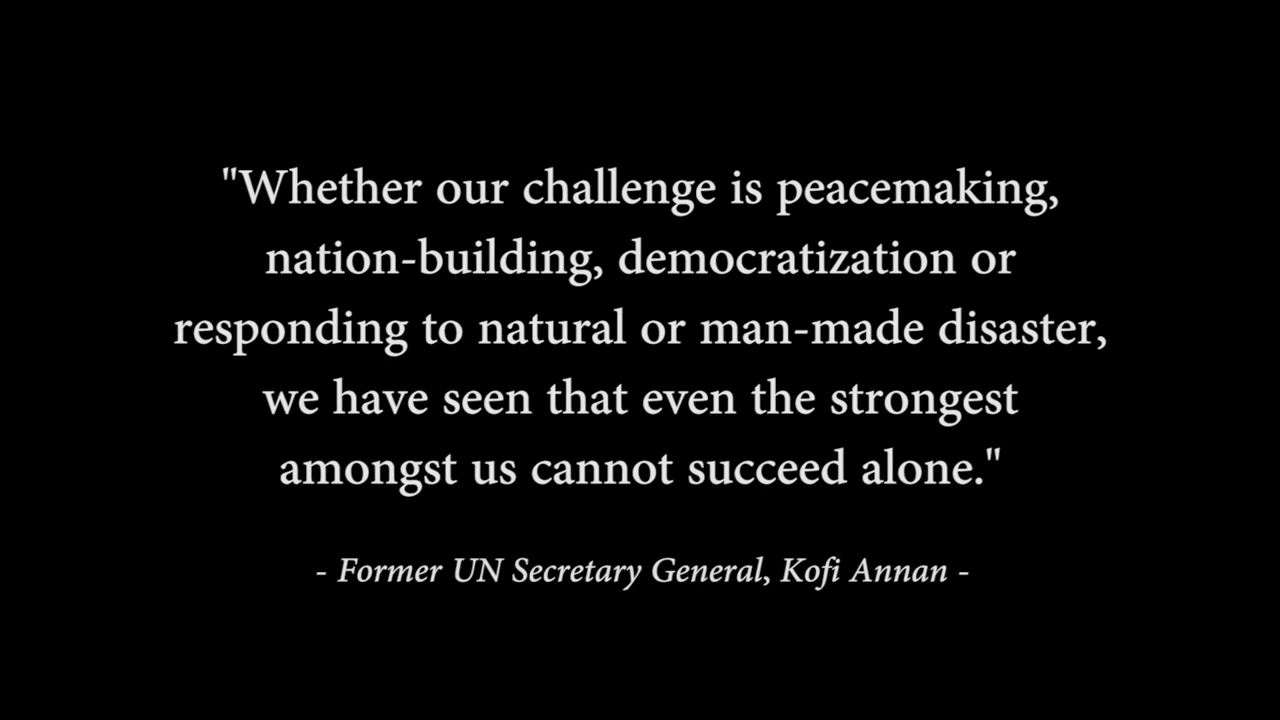 "Whether our challenge is peacemaking,
nation-building, democratization or
responding to natural or man-made disaster,
we have seen that even the strongest
amongst us cannot succeed alone."
- Former UN Secretary General, Kofi Annan -